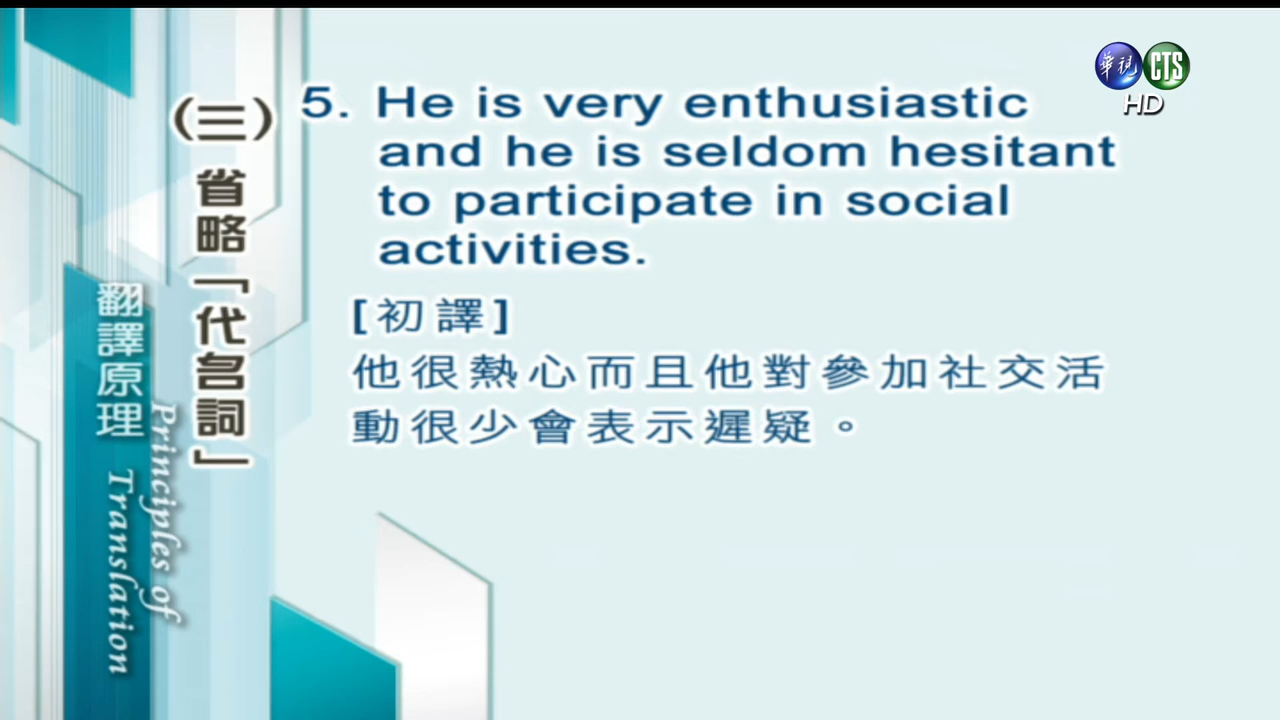 華視 CTS
HD
(三)省略「代名詞」
翻譯原理
Principles of
Translation
5. He is very enthusiastic
and he is seldom hesitant
to participate in social
activities.
[初譯]
他很熱心而且他對參加社交活
動很少會表示遲疑。